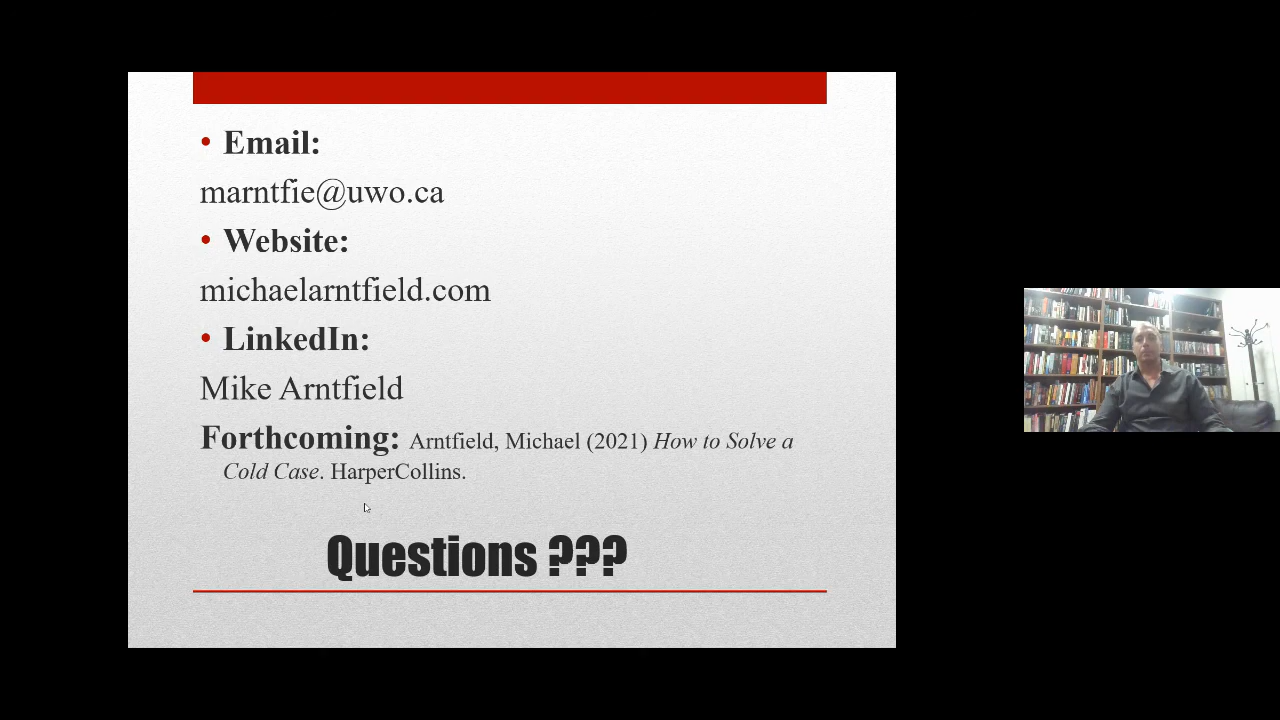 • Email:
marntfie@uwo.ca
• Website:
michaelarntfield.com
• LinkedIn:
Mike Arntfield
Forthcoming: Arntfield, Michael (2021) How to Solve a
Cold Case. HarperCollins.
Questions ???